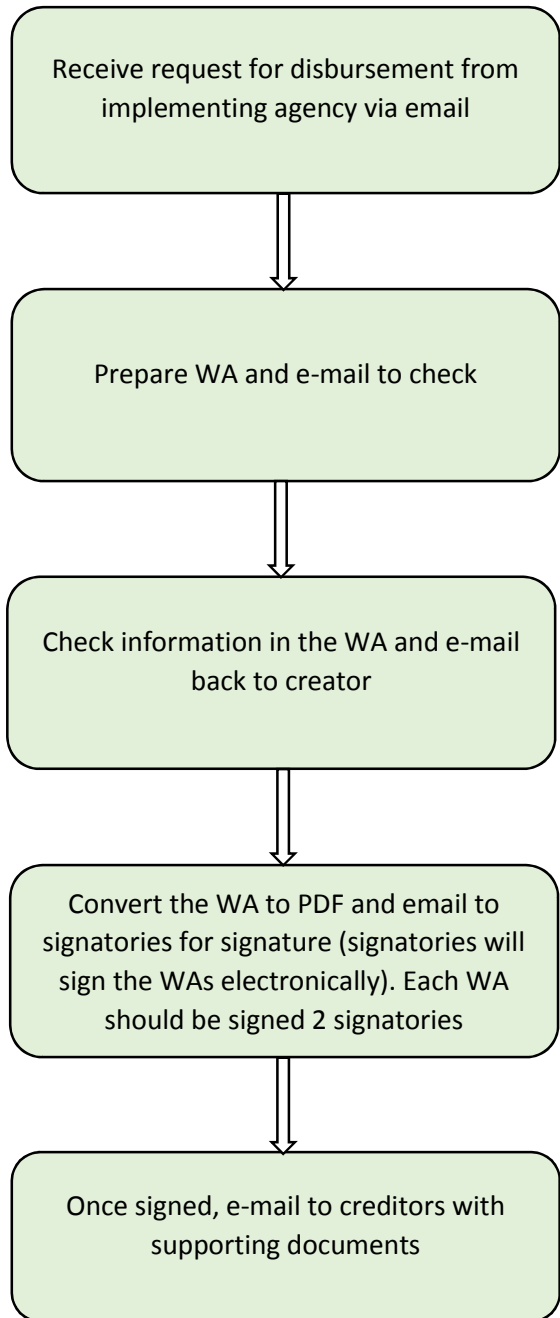 Receive request for disbursement from
implementing agency via email
Prepare WA and e-mail to check
Check information in the WA and e-mail
back to creator
Convert the WA to PDF and email to
signatories for signature (signatories will
sign the WAs electronically). Each WA
should be signed 2 signatories
Once signed, e-mail to creditors with
supporting documents